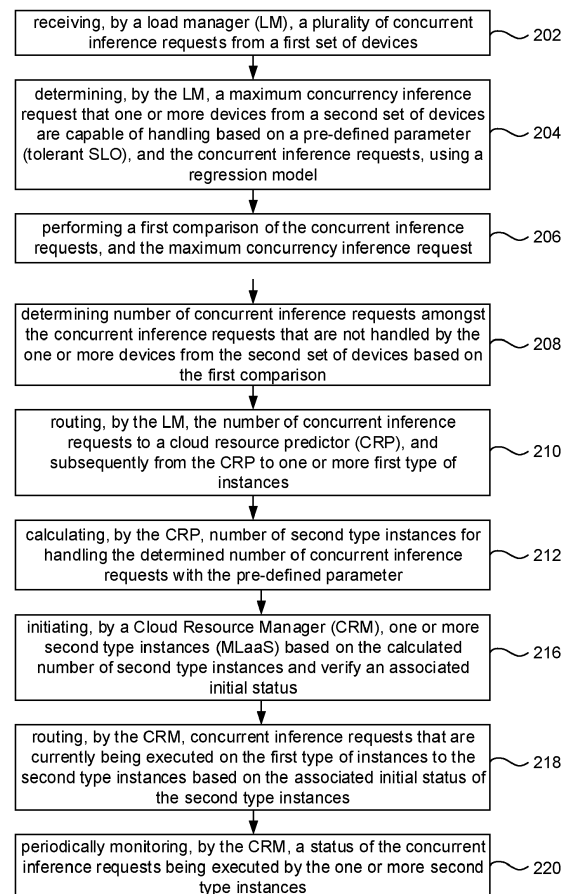 receiving, by a load manager (LM), a plurality of concurrent
inference requests from a first set of devices
202
determining, by the LM, a maximum concurrency inference
request that one or more devices from a second set of devices
are capable of handling based on a pre-defined parameter
(tolerant SLO), and the concurrent inference requests, using a
regression model
204
performing a first comparison of the concurrent inference
requests, and the maximum concurrency inference request
206
determining number of concurrent inference requests amongst
the concurrent inference requests that are not handled by the
one or more devices from the second set of devices based on
the first comparison
208
routing, by the LM, the number of concurrent inference
requests to a cloud resource predictor (CRP), and
subsequently from the CRP to one or more first type of
instances
210
calculating, by the CRP, number of second type instances for
handling the determined number of concurrent inference
requests with the pre-defined parameter
212
initiating, by a Cloud Resource Manager (CRM), one or more
second type instances (MLaaS) based on the calculated
number of second type instances and verify an associated
initial status
216
routing, by the CRM, concurrent inference requests that are
currently being executed on the first type of instances to the
second type instances based on the associated initial status of
the second type instances
218
periodically monitoring, by the CRM, a status of the concurrent
inference requests being executed by the one or more second
type instances
220